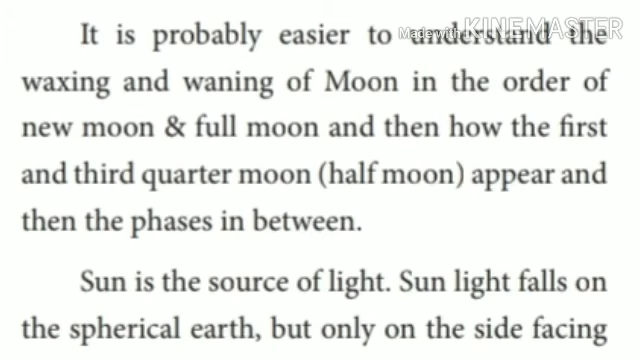 It is probably easier to understand the
Made with KINEMASTER
waxing and waning of Moon in the order of
new moon & full moon and then how the first
and third quarter moon (half moon) appear and
then the phases in between.
Sun is the source of light. Sun light falls on
the spherical earth, but only on the side facing